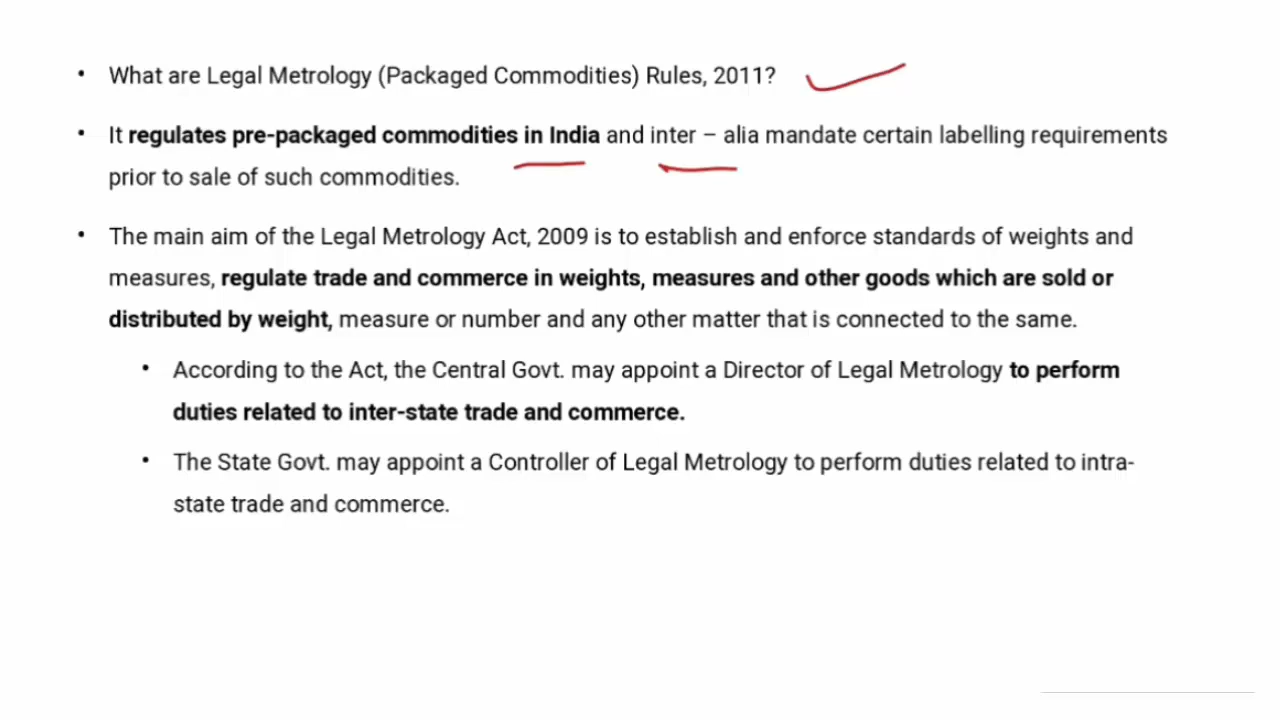 • What are Legal Metrology (Packaged Commodities) Rules, 2011?
• It regulates pre-packaged commodities in India and inter – alia mandate certain labelling requirements
prior to sale of such commodities.
• The main aim of the Legal Metrology Act, 2009 is to establish and enforce standards of weights and
measures, regulate trade and commerce in weights, measures and other goods which are sold or
distributed by weight, measure or number and any other matter that is connected to the same.
• According to the Act, the Central Govt. may appoint a Director of Legal Metrology to perform
duties related to inter-state trade and commerce.
• The State Govt. may appoint a Controller of Legal Metrology to perform duties related to intra-
state trade and commerce.